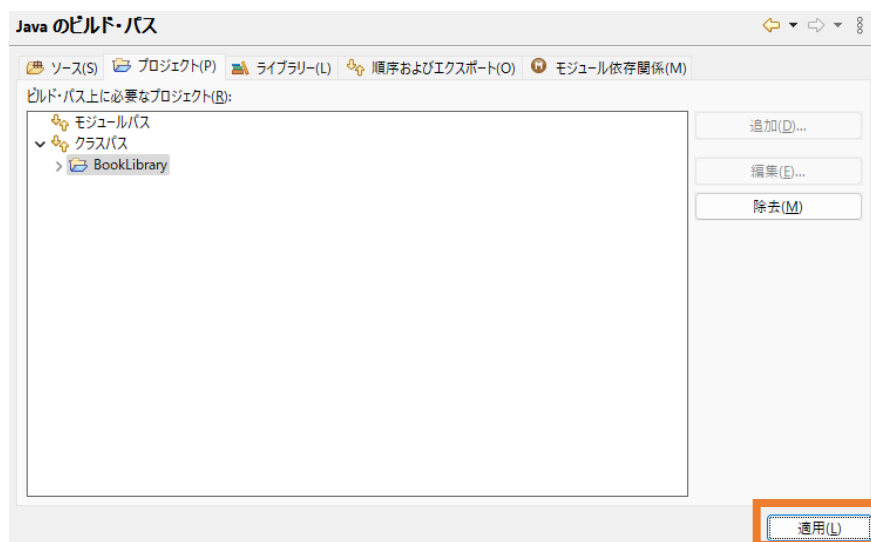 Java のビルド・パス
ソース(S) プロジェクト(P) ライブラリー(L) 順序およびエクスポート(O) モジュール依存関係(M)
ビルド・パス上に必要なプロジェクト(R):
モジュールパス
クラスパス
BookLibrary
追加(D)...
編集(E)...
除去(M)
適用(L)